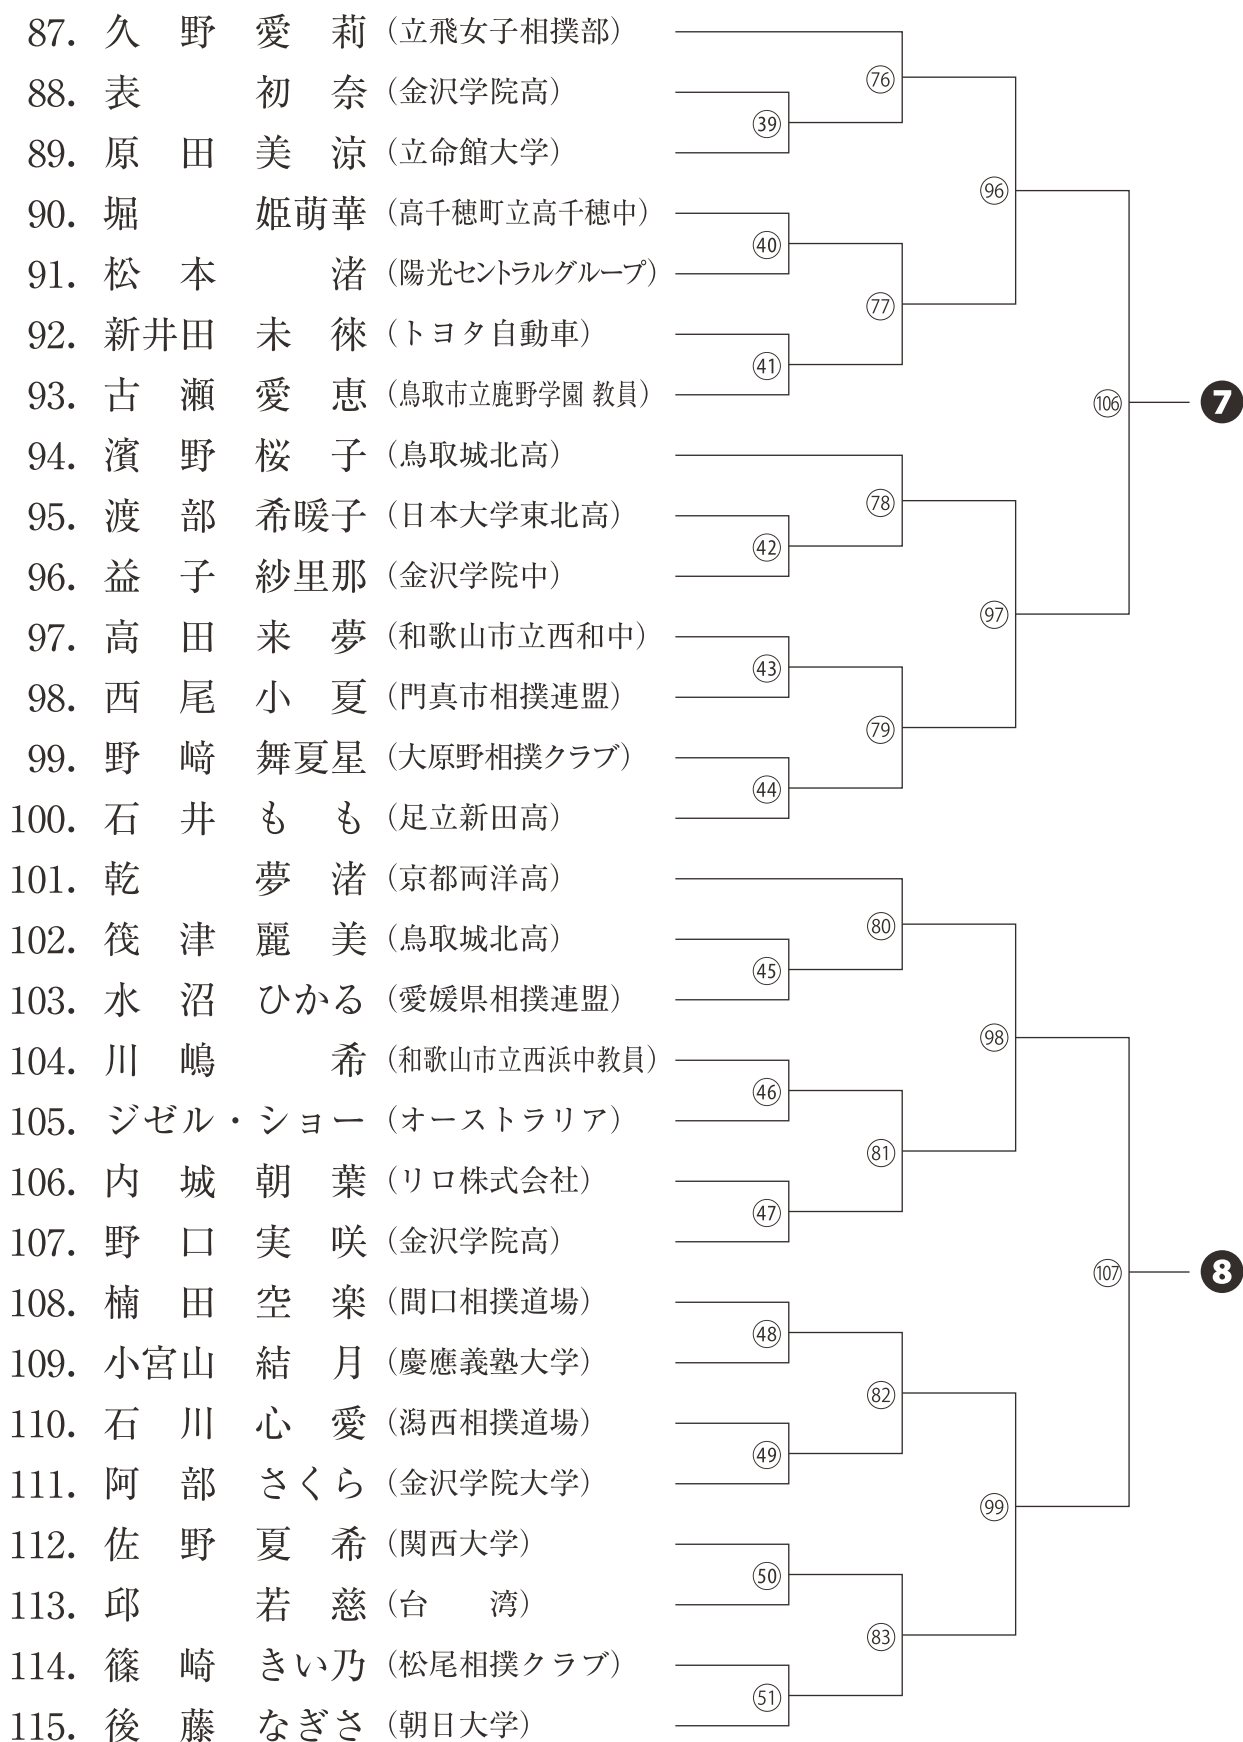 87. 久野愛莉（立飛女子相撲部）
88. 表 初奈（金沢学院高）
89. 原田美涼（立命館大学）
90. 堀 姫萌華（高千穂町立高千穂中）
91. 松本 渚（陽光セントラルグループ）
92. 新井田未徠（トヨタ自動車）
93. 古瀬愛恵（鳥取市立鹿野学園 教員）
94. 濱野桜子（鳥取城北高）
95. 渡部希暖子（日本大学東北高）
96. 益子紗里那（金沢学院中）
97. 高田来夢（和歌山市立西和中）
98. 西尾小夏（門真市相撲連盟）
99. 野﨑舞夏星（大原野相撲クラブ）
100. 石井もも（足立新田高）
101. 乾 夢渚（京都両洋高）
102. 筏津麗美（鳥取城北高）
103. 水沼ひかる（愛媛県相撲連盟）
104. 川嶋 希（和歌山市立西浜中教員）
105. ジゼル・ショー（オーストラリア）
106. 内城朝葉（リロ株式会社）
107. 野口実咲（金沢学院高）
108. 楠田空楽（間口相撲道場）
109. 小宮山結月（慶應義塾大学）
110. 石川心愛（潟西相撲道場）
111. 阿部さくら（金沢学院大学）
112. 佐野夏希（関西大学）
113. 邱 若慈（台湾）
114. 篠崎きい乃（松尾相撲クラブ）
115. 後藤なぎさ（朝日大学）
㊴
㊵
㊶
㊷
㊸
㊹
㊺
㊻
㊼
㊽
㊾
㊿
51
76
77
78
79
80
81
82
83
96
97
98
99
106
107
❼
❽